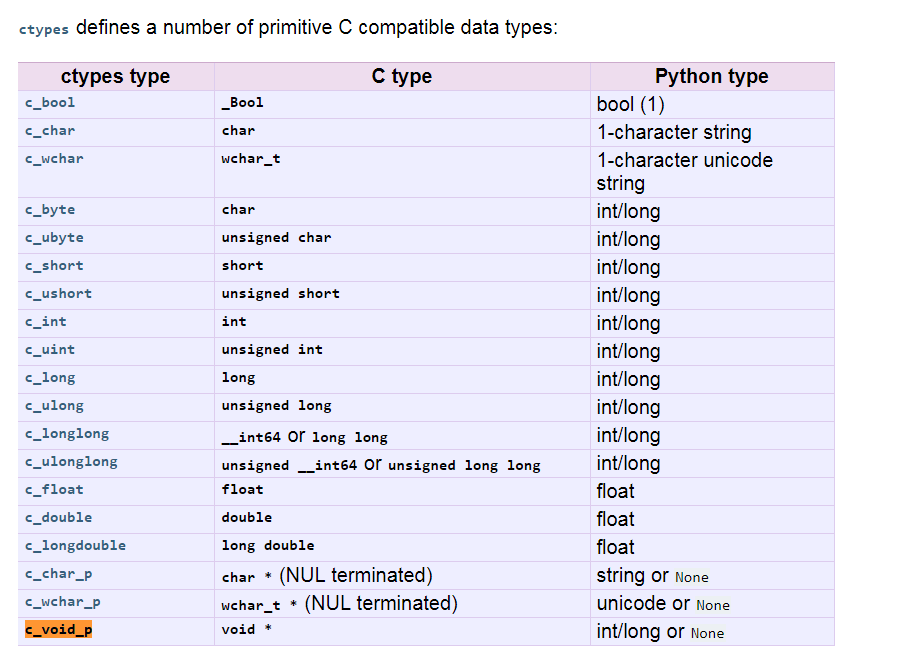 ctypes defines a number of primitive C compatible data types:
ctypes type C type Python type
c_bool _Bool bool (1)
c_char char 1-character string
c_wchar wchar_t 1-character unicode
string
c_byte char int/long
c_ubyte unsigned char int/long
c_short short int/long
c_ushort unsigned short int/long
c_int int int/long
c_uint unsigned int int/long
c_long long int/long
c_ulong unsigned long int/long
c_longlong __int64 or long long int/long
c_ulonglong unsigned __int64 or unsigned long long int/long
c_float float float
c_double double float
c_longdouble long double float
c_char_p char * (NUL terminated) string or None
c_wchar_p wchar_t * (NUL terminated) unicode or None
c_void_p void * int/long or None